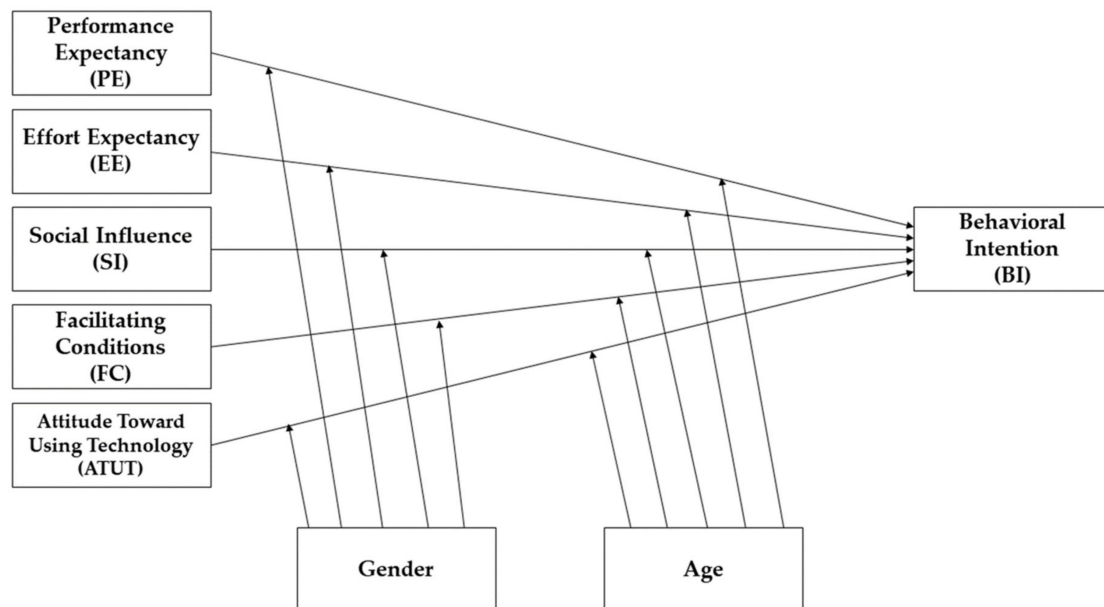 Performance
Expectancy
(PE)
Effort Expectancy
(EE)
Social Influence
(SI)
Facilitating
Conditions
(FC)
Attitude Toward
Using Technology
(ATUT)
Behavioral
Intention
(BI)
Gender
Age